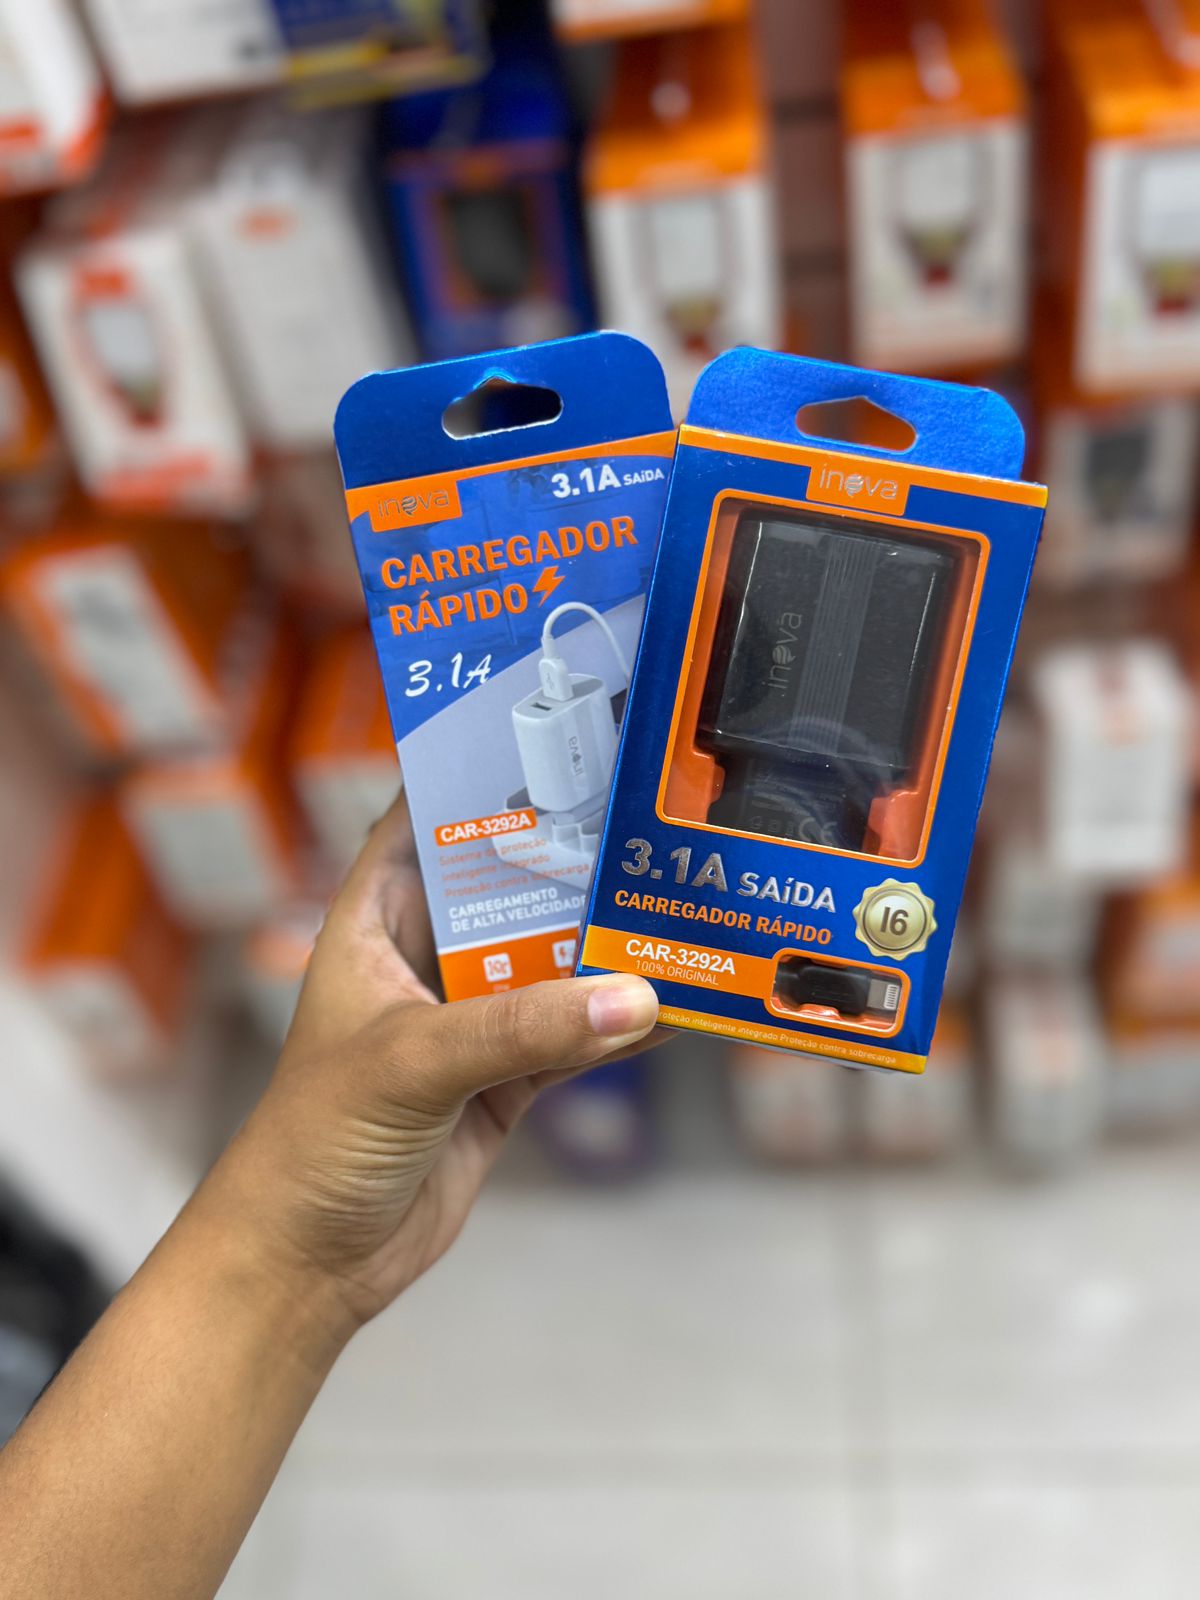 inova
3.1A SAÍDA
CARREGADOR
RÁPIDO
3.1A
inova
CAR-3292A
Sistema de proteção
Inteligente integrado
Proteção contra sobrecarga
CARREGAMENTO
DE ALTA VELOCIDADE
inova
inova
CE
3.1A SAÍDA
CARREGADOR RÁPIDO
I6
CAR-3292A
100% ORIGINAL
proteção inteligente integrado Proteção contra sobrecarga